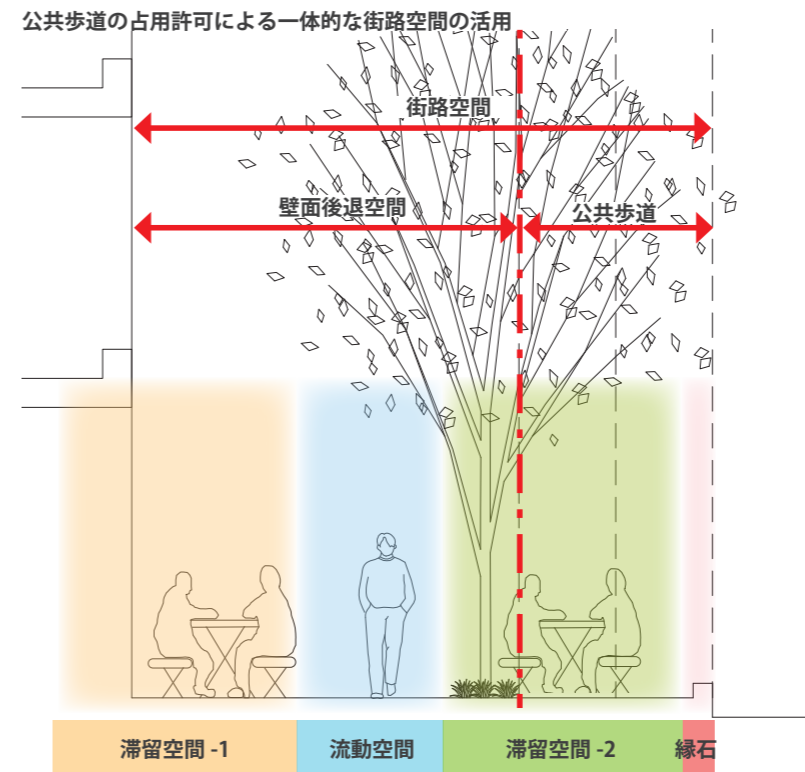 公共歩道の占用許可による一体的な街路空間の活用
街路空間
壁面後退空間
公共歩道
滞留空間 -1
流動空間
滞留空間 -2
縁石